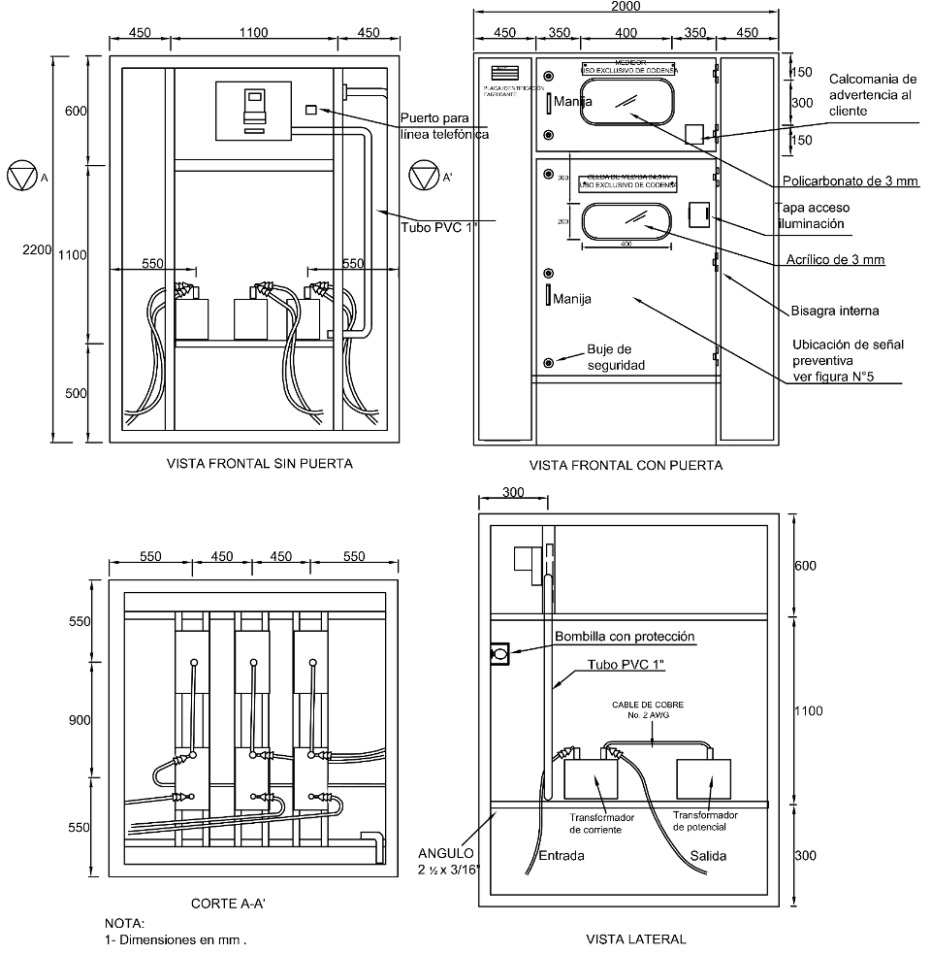 450
1100
450
600
2200
1100
500
550
550
A
A'
Puerto para
línea telefónica
Tubo PVC 1"
VISTA FRONTAL SIN PUERTA
2000
450
350
400
350
450
MEDIDOR
USO EXCLUSIVO DE CODENSA
PLACA IDENTIFICACIÓN
FABRICANTE
Manija
150
300
150
Calcomania de
advertencia al
cliente
300
USO EXCLUSIVO DE CODENSA
400
Policarbonato de 3 mm
Tapa acceso
iluminación
Acrílico de 3 mm
Manija
Bisagra interna
Buje de
seguridad
Ubicación de señal
preventiva
ver figura N°5
VISTA FRONTAL CON PUERTA
550
450
450
550
550
900
550
CORTE A-A'
NOTA:
1- Dimensiones en mm .
300
600
1100
300
Bombilla con protección
Tubo PVC 1"
CABLE DE COBRE
No. 2 AWG
Transformador
de corriente
Transformador
de potencial
ANGULO
2 ½ x 3/16"
Entrada
Salida
VISTA LATERAL